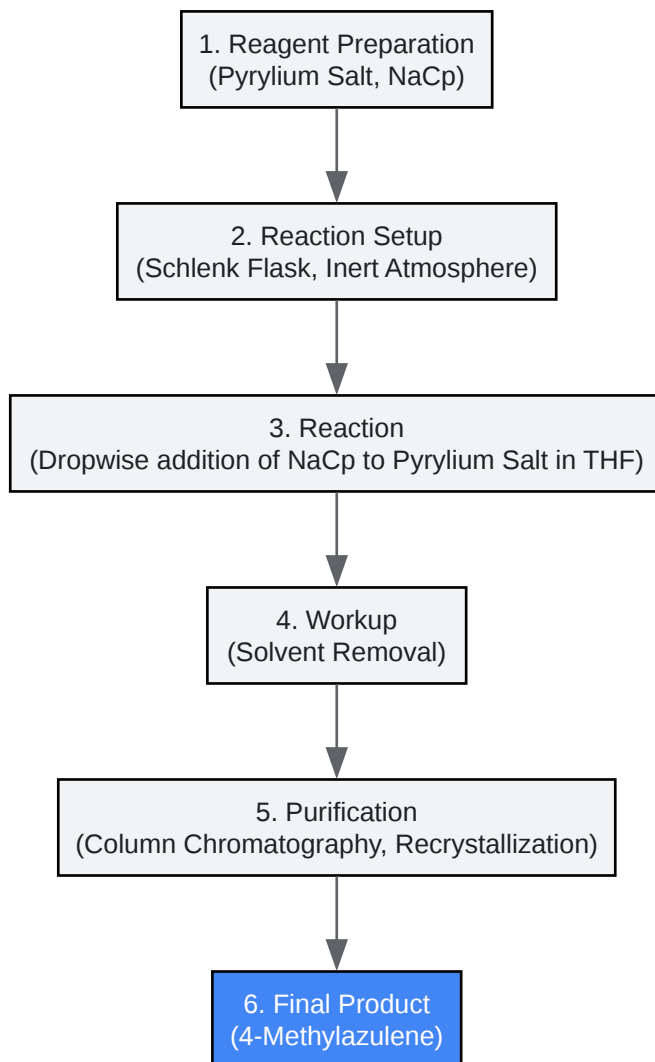 1. Reagent Preparation
(Pyrylium Salt, NaCp)
2. Reaction Setup
(Schlenk Flask, Inert Atmosphere)
3. Reaction
(Dropwise addition of NaCp to Pyrylium Salt in THF)
4. Workup
(Solvent Removal)
5. Purification
(Column Chromatography, Recrystallization)
6. Final Product
(4-Methylazulene)